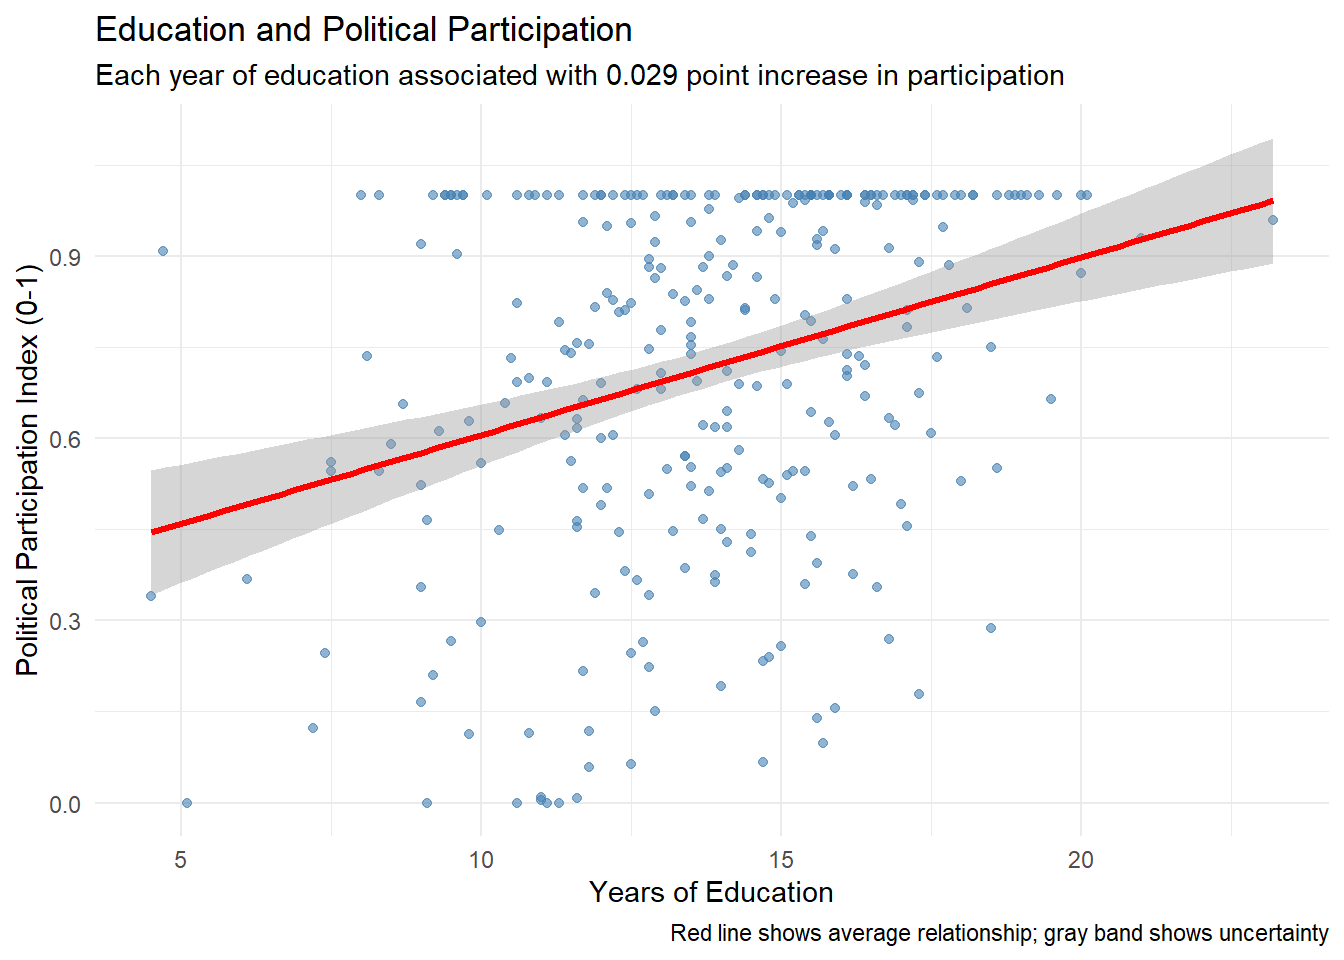 Education and Political Participation
Each year of education associated with 0.029 point increase in participation
Political Participation Index (0-1)
0.9
0.6
0.3
0.0
5
10
15
20
Years of Education
Red line shows average relationship; gray band shows uncertainty